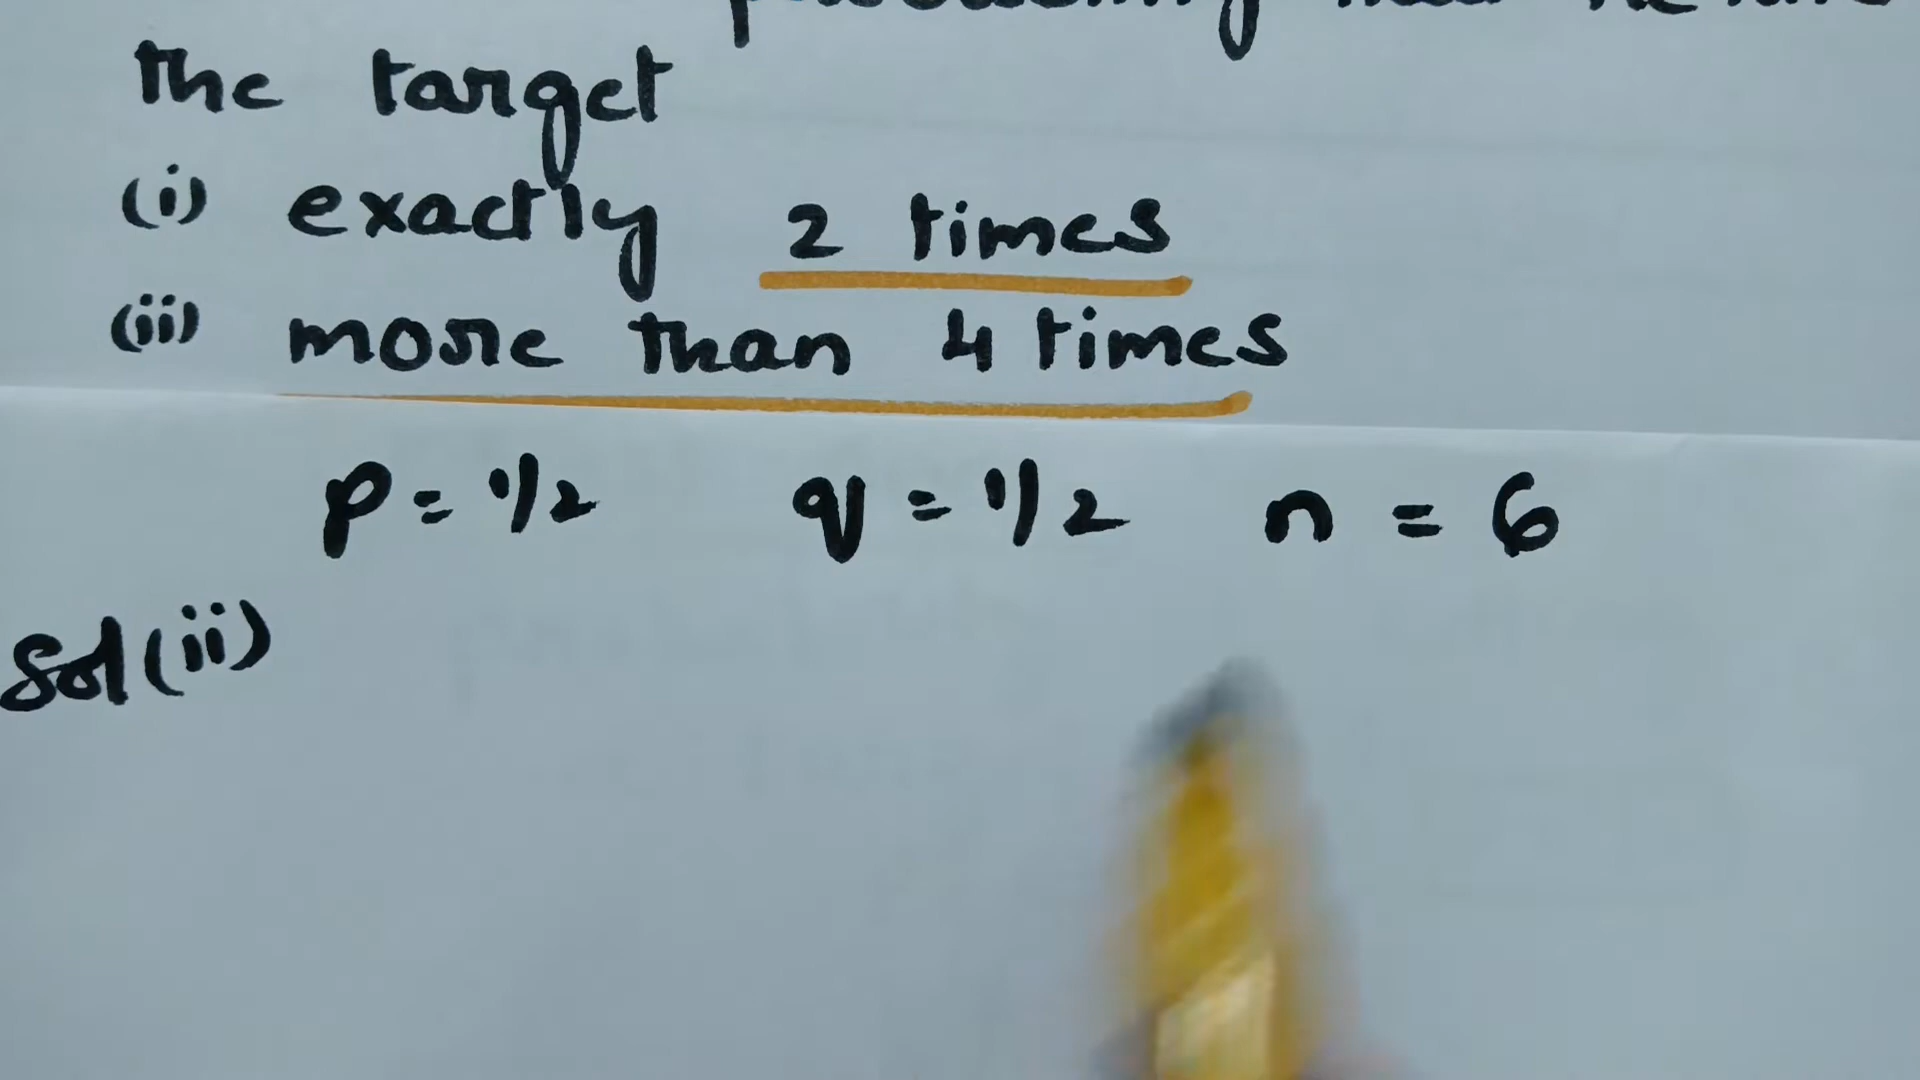 the target
(i) exactly 2 times
(ii) more than 4 times
p = 1/2 q = 1/2 n = 6
Sol (ii)